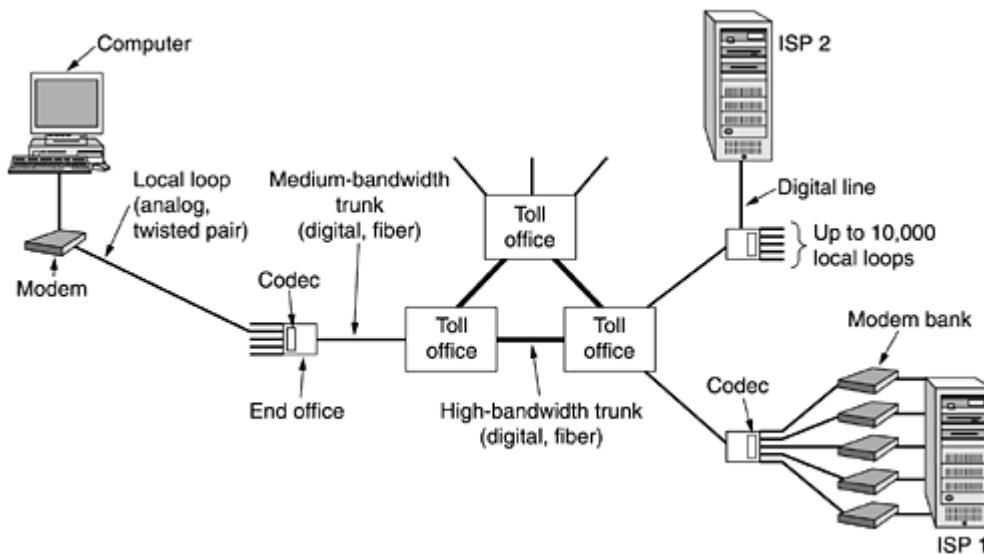 Computer
ISP 2
Local loop
(analog,
twisted pair)
Medium-bandwidth
trunk
(digital, fiber)
Digital line
Toll
office
Up to 10,000
local loops
Modem
Codec
Toll
office
Toll
office
Modem bank
End office
High-bandwidth trunk
(digital, fiber)
Codec
ISP 1